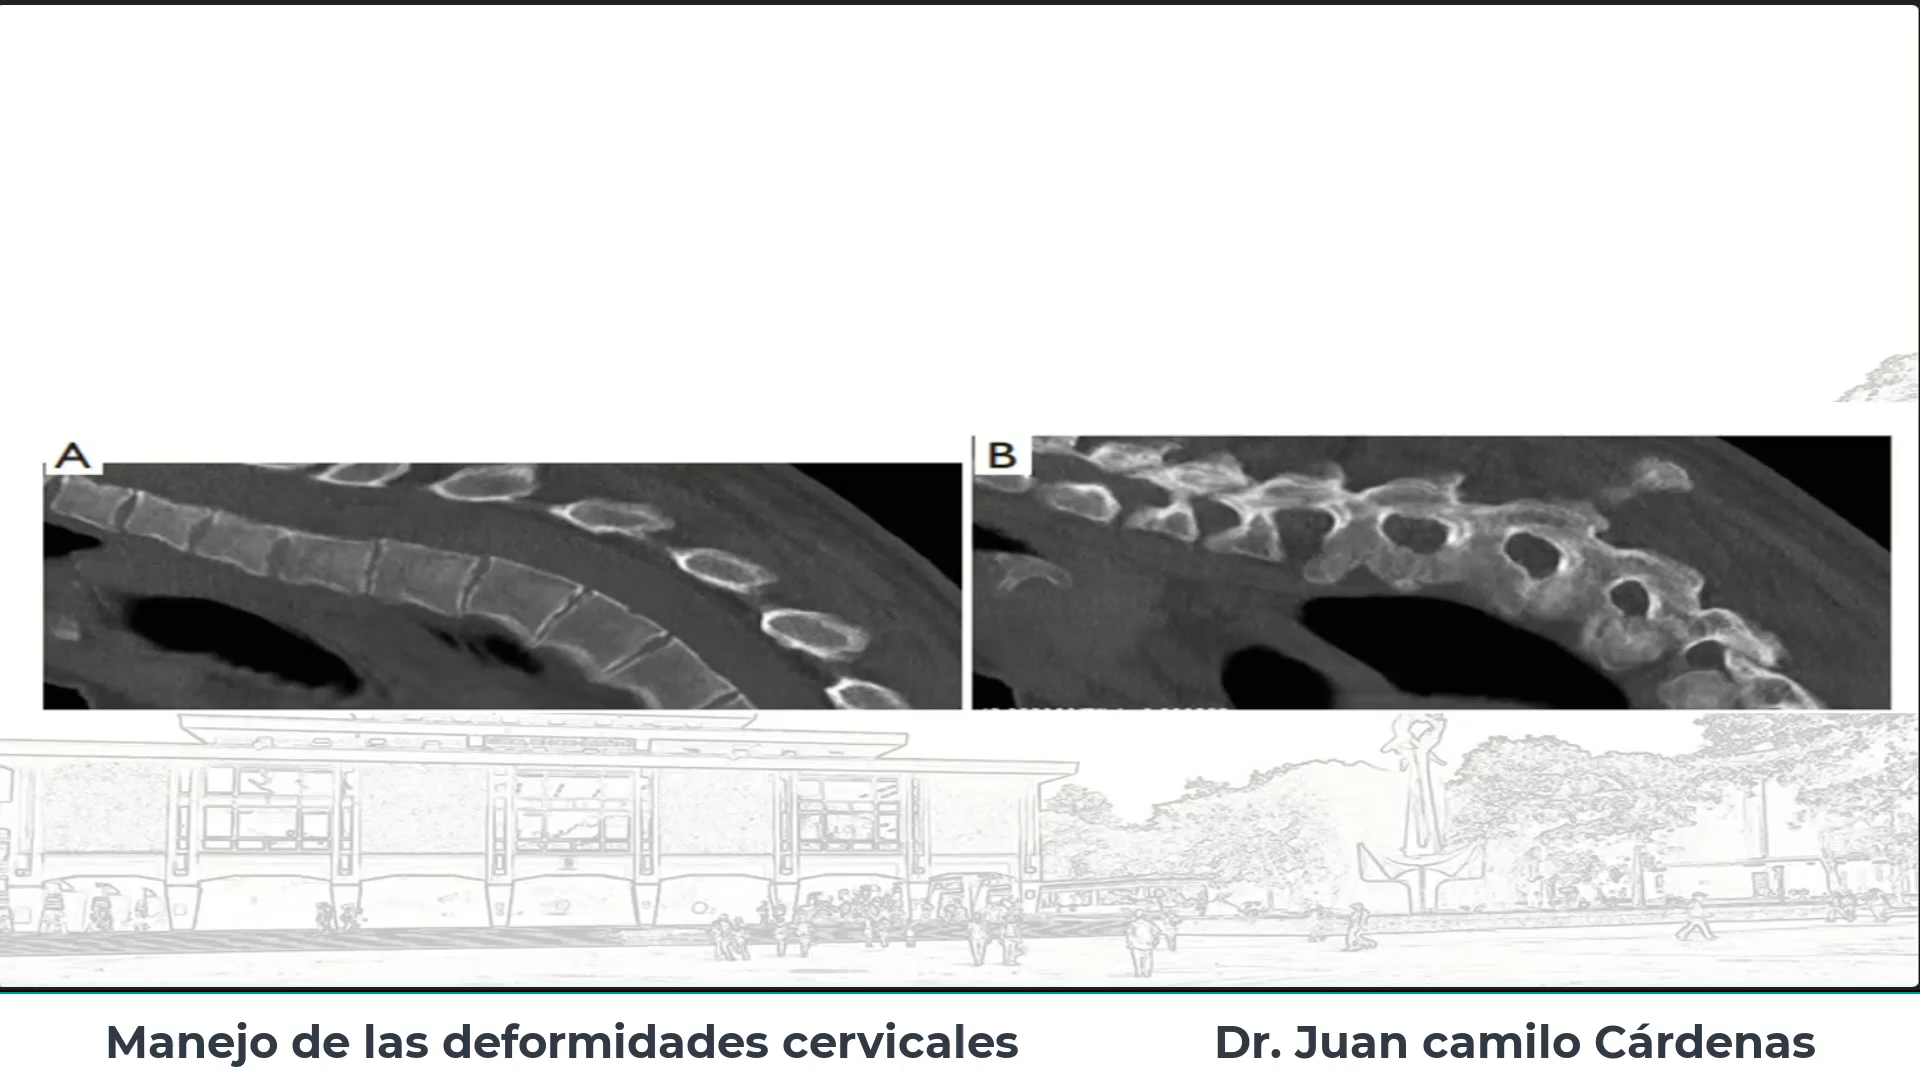 A
B
Manejo de las deformidades cervicales
Dr. Juan camilo Cárdenas